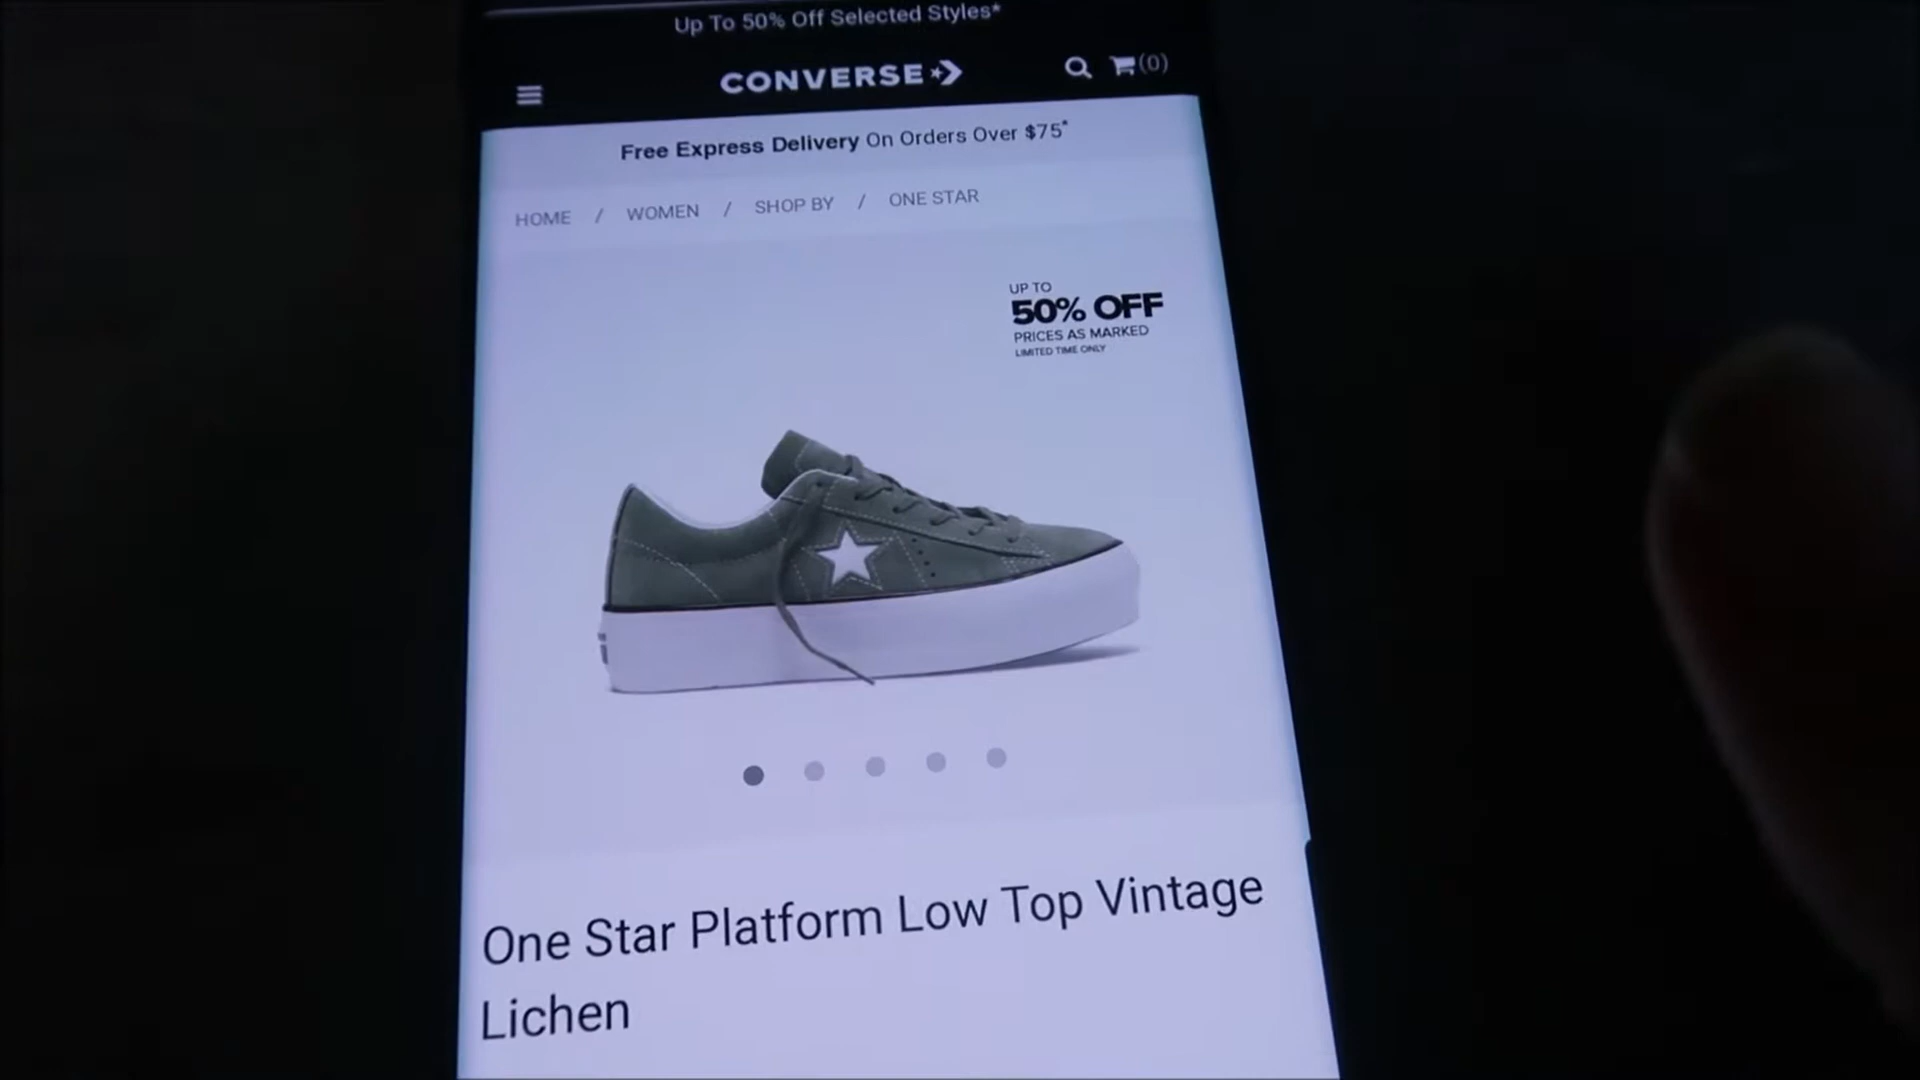 Up To 50% Off Selected Styles*
CONVERSE
(0)
Free Express Delivery On Orders Over $75*
HOME / WOMEN / SHOP BY / ONE STAR
UP TO
50% OFF
PRICES AS MARKED
LIMITED TIME ONLY
One Star Platform Low Top Vintage
Lichen